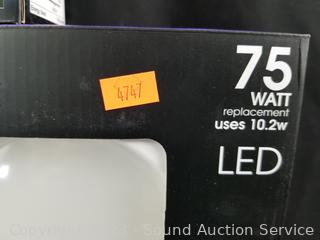 4747
75
WATT
replacement
uses 10.2w
LED
Sound Auction Service